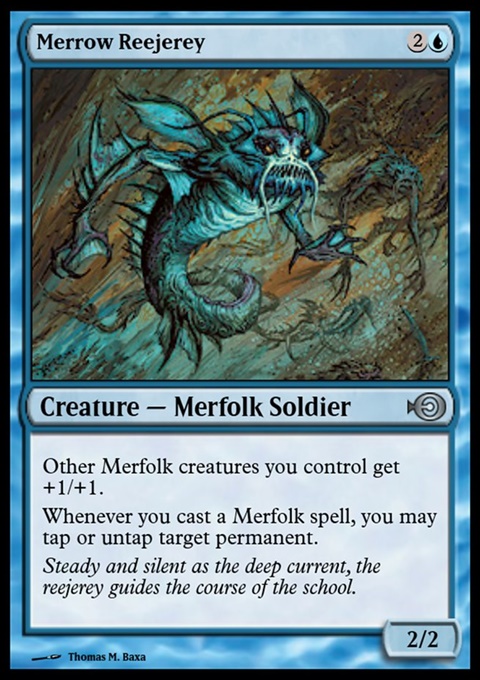 Merrow Reejerey
2
Creature — Merfolk Soldier
Other Merfolk creatures you control get
+1/+1.
Whenever you cast a Merfolk spell, you may
tap or untap target permanent.
Steady and silent as the deep current, the
reejerey guides the course of the school.
2/2
Thomas M. Baxa